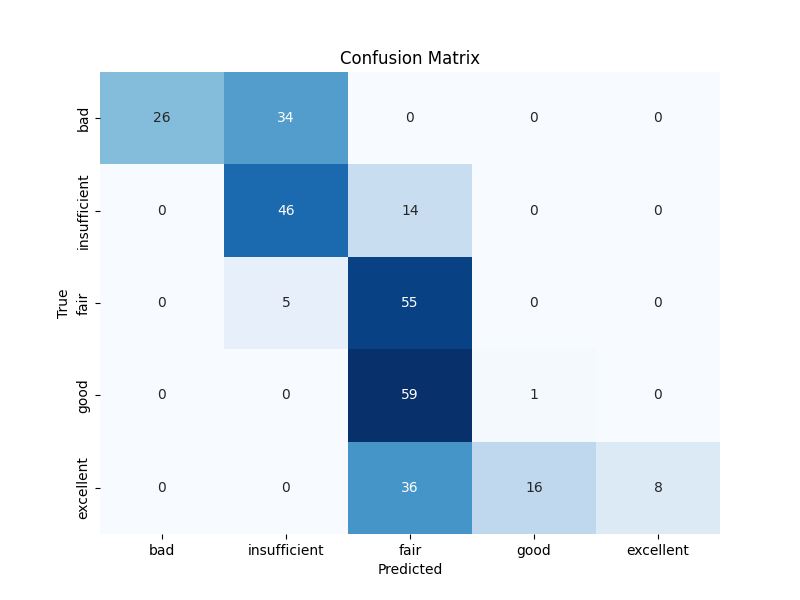 Confusion Matrix
bad 26 34 0 0 0
insufficient 0 46 14 0 0
True
fair 0 5 55 0 0
good 0 0 59 1 0
excellent 0 0 36 16 8
bad insufficient fair good excellent
Predicted